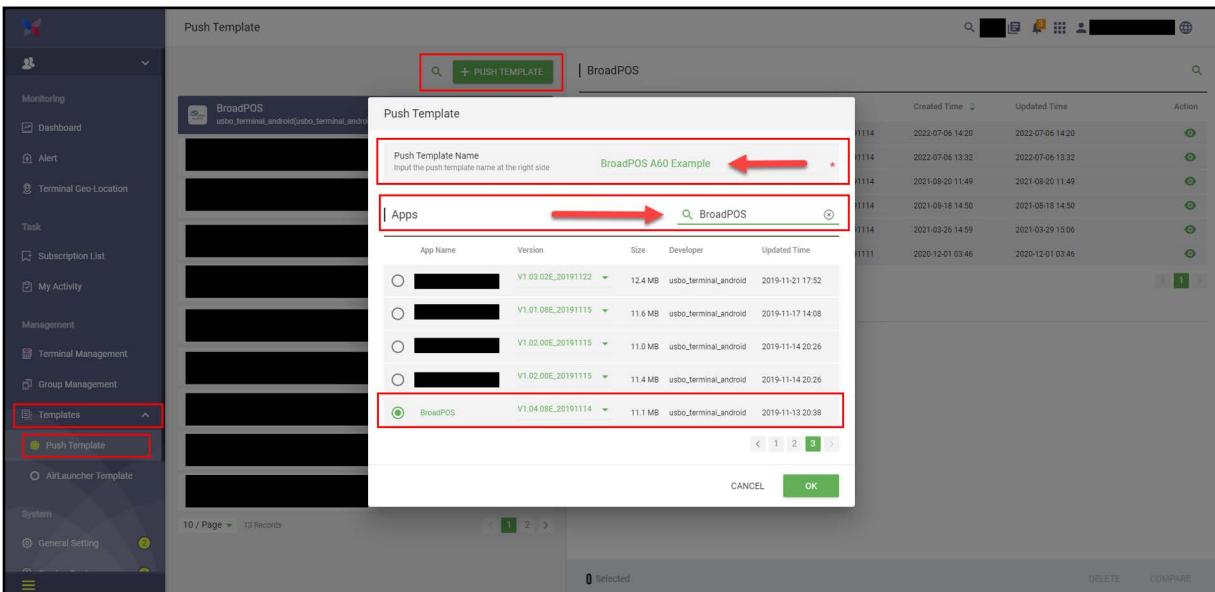 Push Template
3
Monitoring
Dashboard
Alert
Terminal Geo-Location
Task
Subscription List
My Activity
Management
Terminal Management
Group Management
Templates
Push Template
AirLauncher Template
System
General Setting
2
+ PUSH TEMPLATE
BroadPOS
10 / Page
13 Records
1 2
BroadPOS
Created Time Updated Time Action
91114 2022-07-06 14:20 2022-07-06 14:20
91114 2022-07-06 13:32 2022-07-06 13:32
91114 2021-08-20 11:49 2021-08-20 11:49
91114 2021-08-18 14:50 2021-08-18 14:50
91114 2021-03-26 14:59 2021-03-29 15:06
91111 2020-12-01 03:46 2020-12-01 03:46
1
0 Selected
DELETE COMPARE
Push Template
Push Template Name
Input the push template name at the right side
BroadPOS A60 Example *
Apps
BroadPOS
App Name Version Size Developer Updated Time
V1.03.02E_20191122 12.4 MB usbo_terminal_android 2019-11-21 17:52
V1.01.08E_20191115 11.6 MB usbo_terminal_android 2019-11-17 14:08
V1.02.00E_20191115 11.0 MB usbo_terminal_android 2019-11-14 20:26
V1.02.00E_20191115 11.4 MB usbo_terminal_android 2019-11-14 20:26
BroadPOS V1.04.08E_20191114 11.1 MB usbo_terminal_android 2019-11-13 20:38
< 1 2 3 >
CANCEL OK